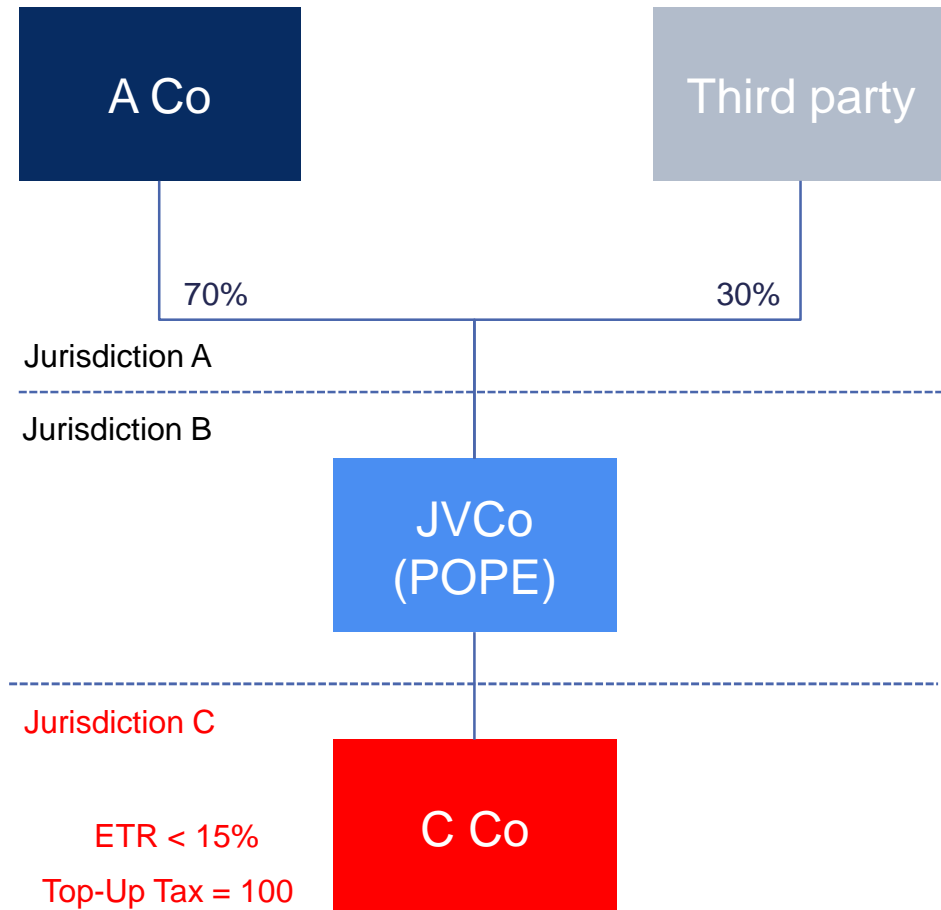 A Co
Third party
70%
30%
Jurisdiction A
Jurisdiction B
JVCo
(POPE)
Jurisdiction C
ETR < 15%
Top-Up Tax = 100
C Co